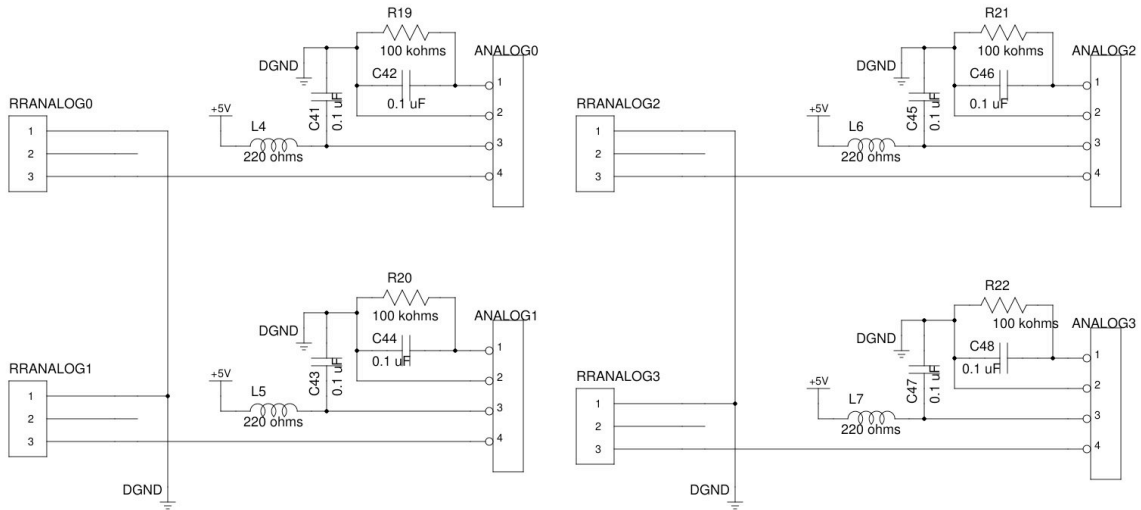 R19
100 kohms
ANALOG0
DGND
C42
0.1 uF
1
2
3
4
C41
0.1 uF
+5V
L4
220 ohms
RRANALOG0
1
2
3
R20
100 kohms
ANALOG1
DGND
C44
0.1 uF
1
2
3
4
C43
0.1 uF
+5V
L5
220 ohms
RRANALOG1
1
2
3
DGND
R21
100 kohms
ANALOG2
DGND
C46
0.1 uF
1
2
3
4
C45
0.1 uF
+5V
L6
220 ohms
RRANALOG2
1
2
3
R22
100 kohms
ANALOG3
DGND
C48
0.1 uF
1
2
3
4
C47
0.1 uF
+5V
L7
220 ohms
RRANALOG3
1
2
3
DGND